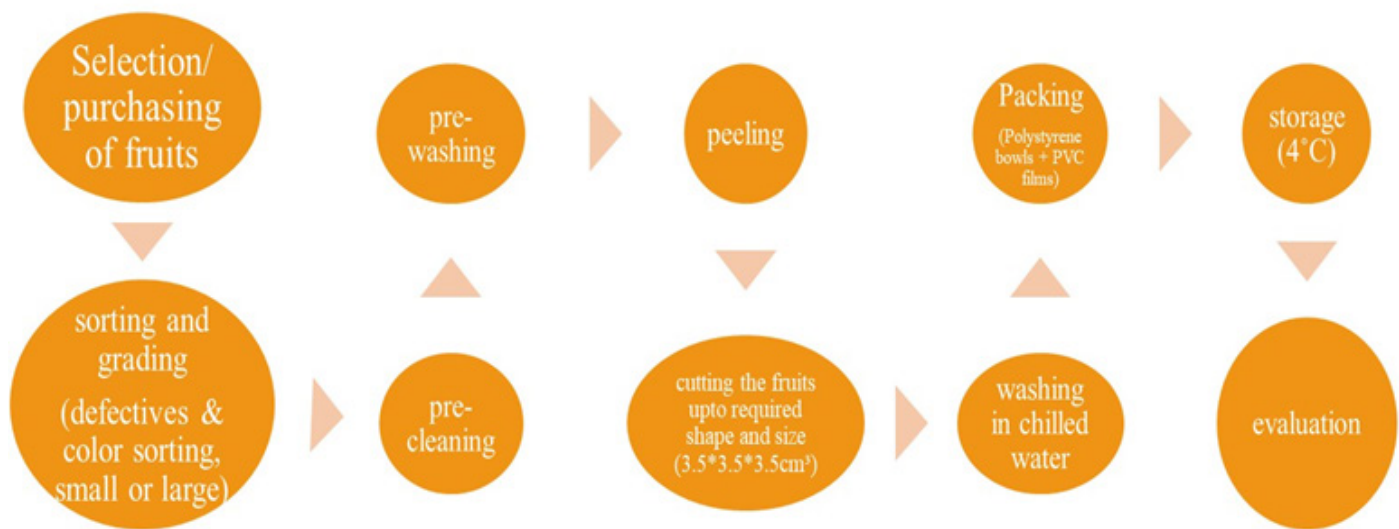 Selection/
purchasing
of fruits
sorting and
grading
(defectives &
color sorting,
small or large)
pre-
cleaning
pre-
washing
peeling
cutting the fruits
upto required
shape and size
(3.5*3.5*3.5cm³)
washing
in chilled
water
Packing
(Polystyrene
bowls + PVC
films)
storage
(4˚C)
evaluation